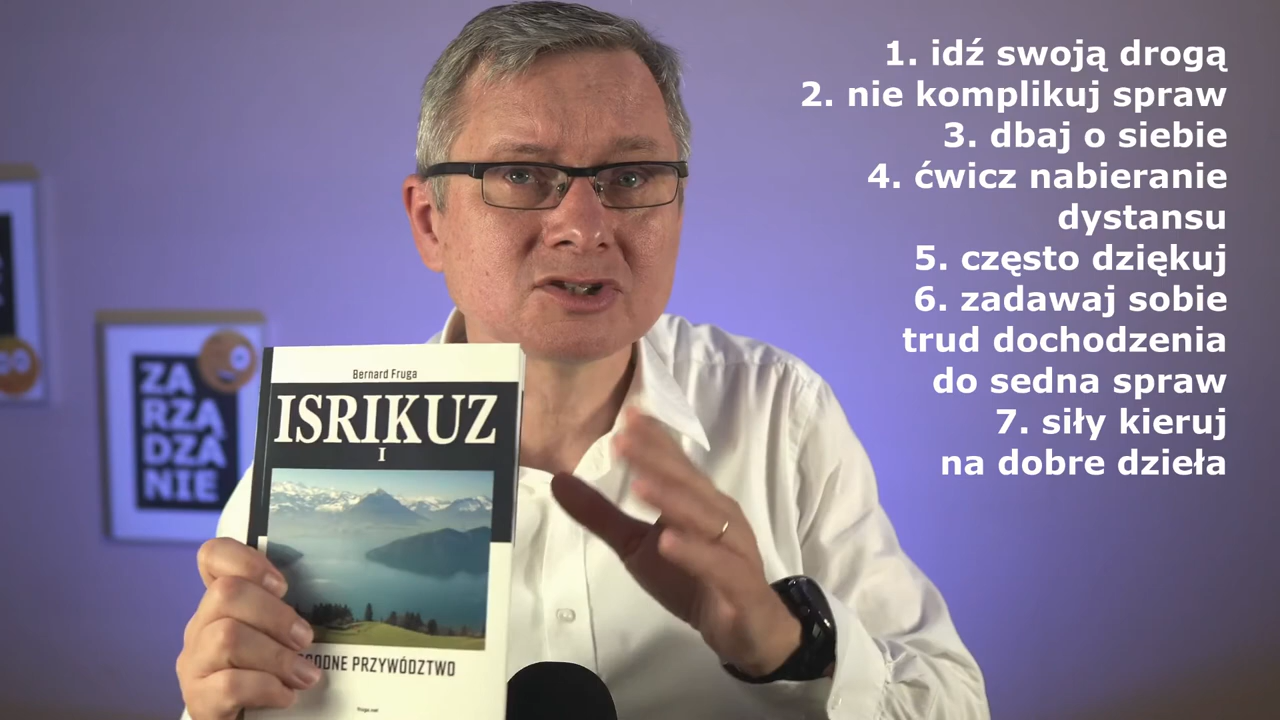 1. idź swoją drogą
2. nie komplikuj spraw
3. dbaj o siebie
4. ćwicz nabieranie
dystansu
5. często dziękuj
6. zadawaj sobie
trud dochodzenia
do sedna spraw
7. siły kieruj
na dobre dzieła
ZA
RZĄ
DZA
NIE
Bernard Fruga
ISRIKUZ
I
PRZYWÓDZTWO
fruga.net